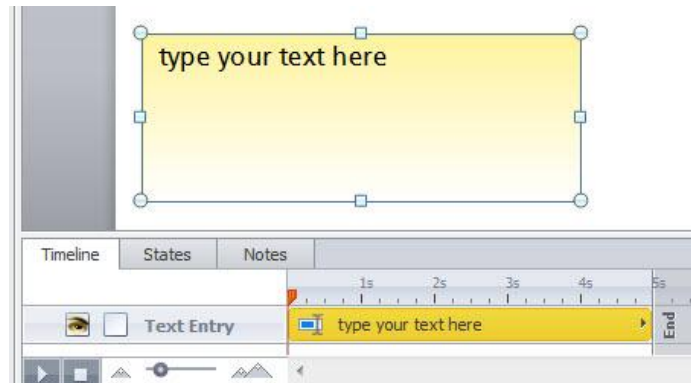 type your text here
Timeline States Notes
1s 2s 3s 4s 5s
Text Entry type your text here End